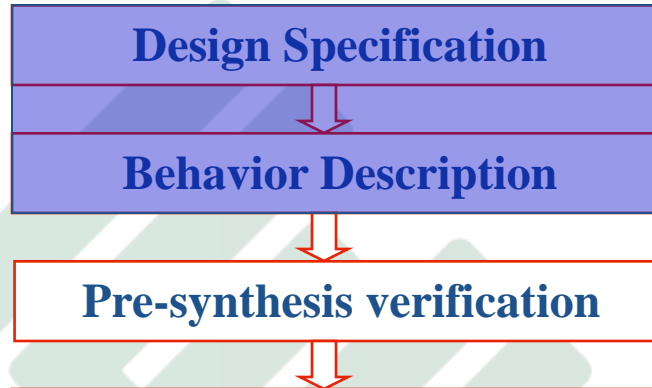 Design Specification
Behavior Description
Pre-synthesis verification